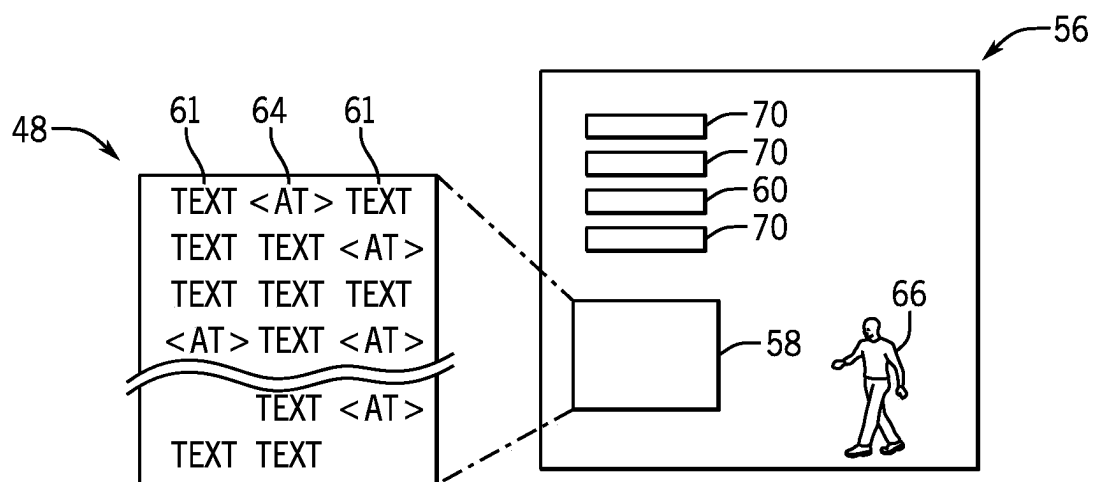 56
61 64 61
48
70
70
60
70
TEXT <AT> TEXT
TEXT TEXT <AT>
TEXT TEXT TEXT
<AT> TEXT <AT>
TEXT <AT>
TEXT TEXT
66
58